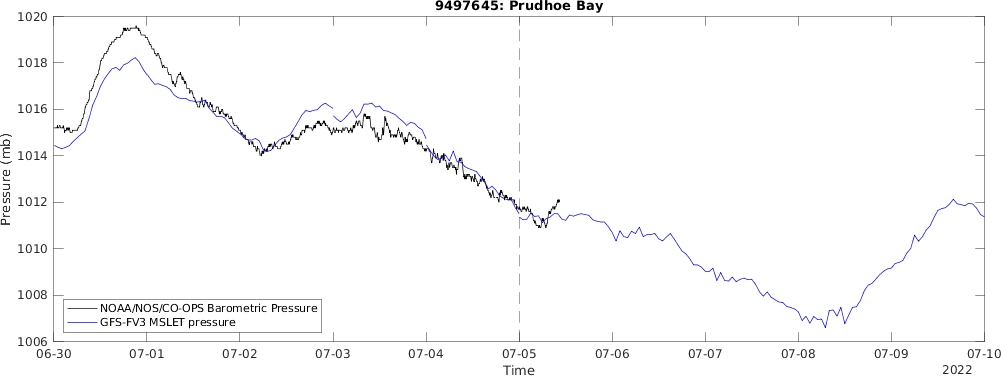 9497645: Prudhoe Bay
1020
1018
1016
1014
1012
1010
1008
1006
Pressure (mb)
NOAA/NOS/CO-OPS Barometric Pressure
GFS-FV3 MSLET pressure
06-30 07-01 07-02 07-03 07-04 07-05 07-06 07-07 07-08 07-09 07-10
Time
2022